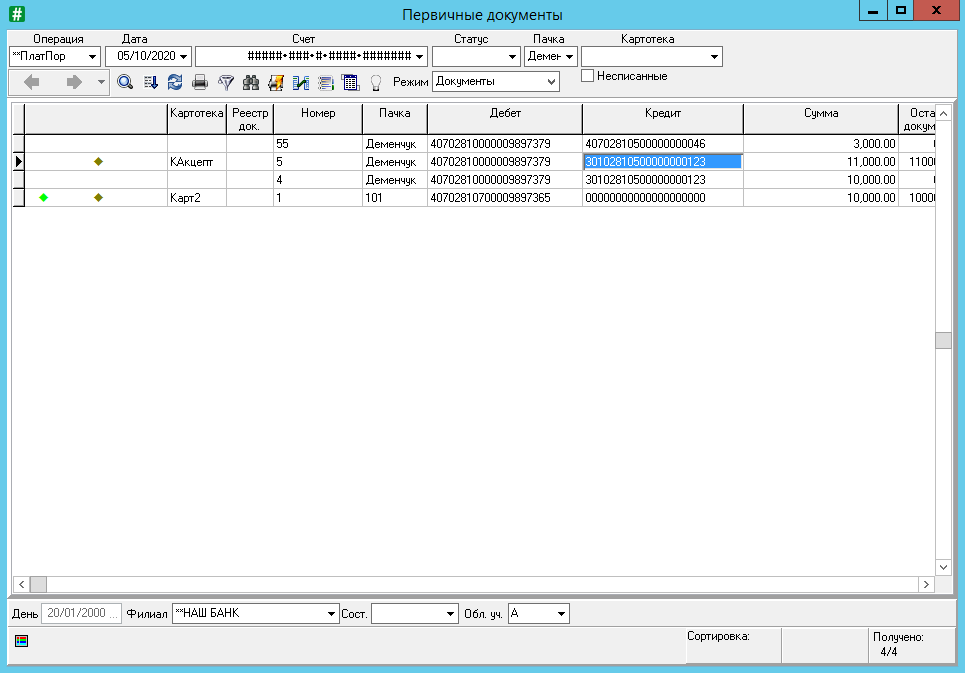 Первичные документы
Операция Дата Счет Статус Пачка Картотека
**ПлатПор 05/10/2020 #####•###•#•####•####### Демен
Режим Документы Несписанные
Картотека Реестр док. Номер Пачка Дебет Кредит Сумма Оста докум
55 Деменчук 40702810000009897379 40702810500000000046 3,000.00
КАкцепт 5 Деменчук 40702810000009897379 30102810500000000123 11,000.00 1100
4 Деменчук 40702810000009897379 30102810500000000123 10,000.00
Карт2 1 101 40702810700009897365 00000000000000000000 10,000.00 1000
День 20/01/2000 ... Филиал **НАШ БАНК Сост. Обл. уч. А
Сортировка: Получено:
4/4